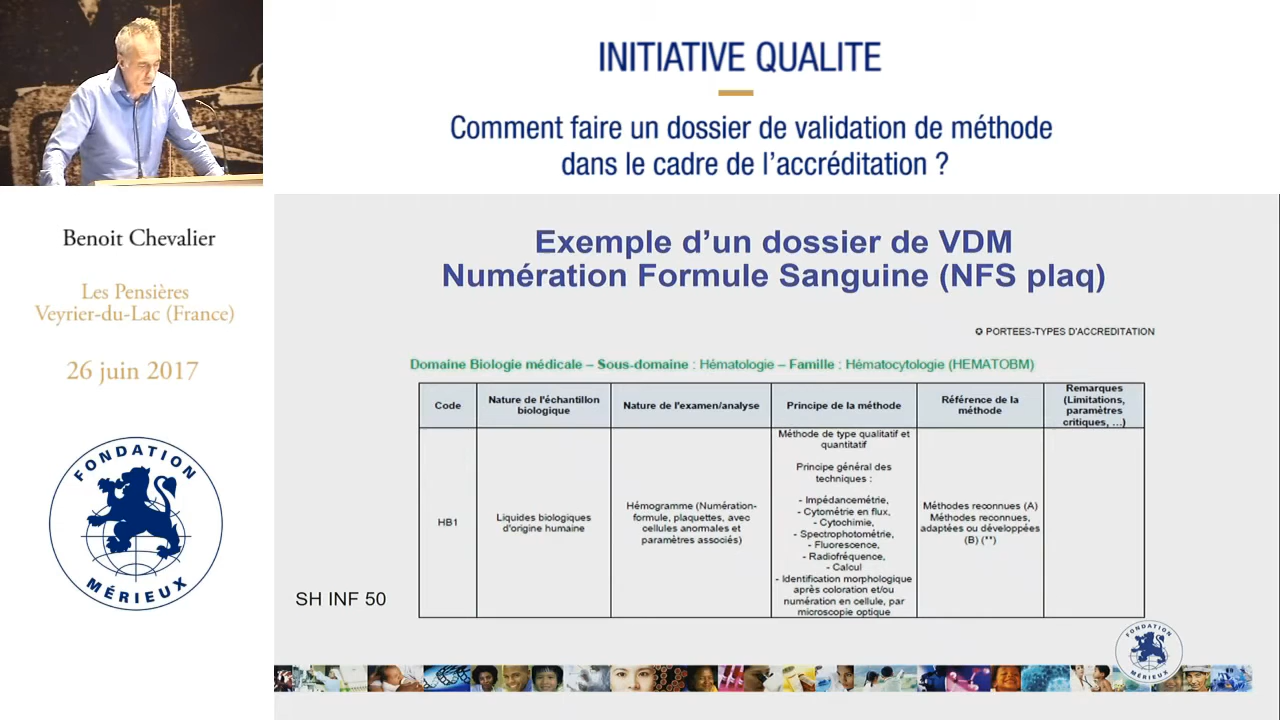 INITIATIVE QUALITE
Comment faire un dossier de validation de méthode
dans le cadre de l'accréditation ?
Benoit Chevalier
Les Pensières
Veyrier-du-Lac (France)
26 juin 2017
FONDATION
MÉRIEUX
Exemple d'un dossier de VDM
Numération Formule Sanguine (NFS plaq)
✪ PORTEES-TYPES D'ACCREDITATION
Domaine Biologie médicale – Sous-domaine : Hématologie – Famille : Hématocytologie (HEMATOBM)
Code
Nature de l'échantillon
biologique
Nature de l'examen/analyse
Principe de la méthode
Référence de la
méthode
Remarques
(Limitations,
paramètres
critiques, ...)
HB1
Liquides biologiques
d'origine humaine
Hémogramme (Numération-
formule, plaquettes, avec
cellules anormales et
paramètres associés)
Méthode de type qualitatif et
quantitatif
Principe général des
techniques :
- Impédancemétrie,
- Cytométrie en flux,
- Cytochimie,
- Spectrophotométrie,
- Fluorescence,
- Radiofréquence,
- Calcul
- Identification morphologique
après coloration et/ou
numération en cellule, par
microscopie optique
Méthodes reconnues (A)
Méthodes reconnues,
adaptées ou développées
(B) (**)
SH INF 50
FONDATION
MÉRIEUX